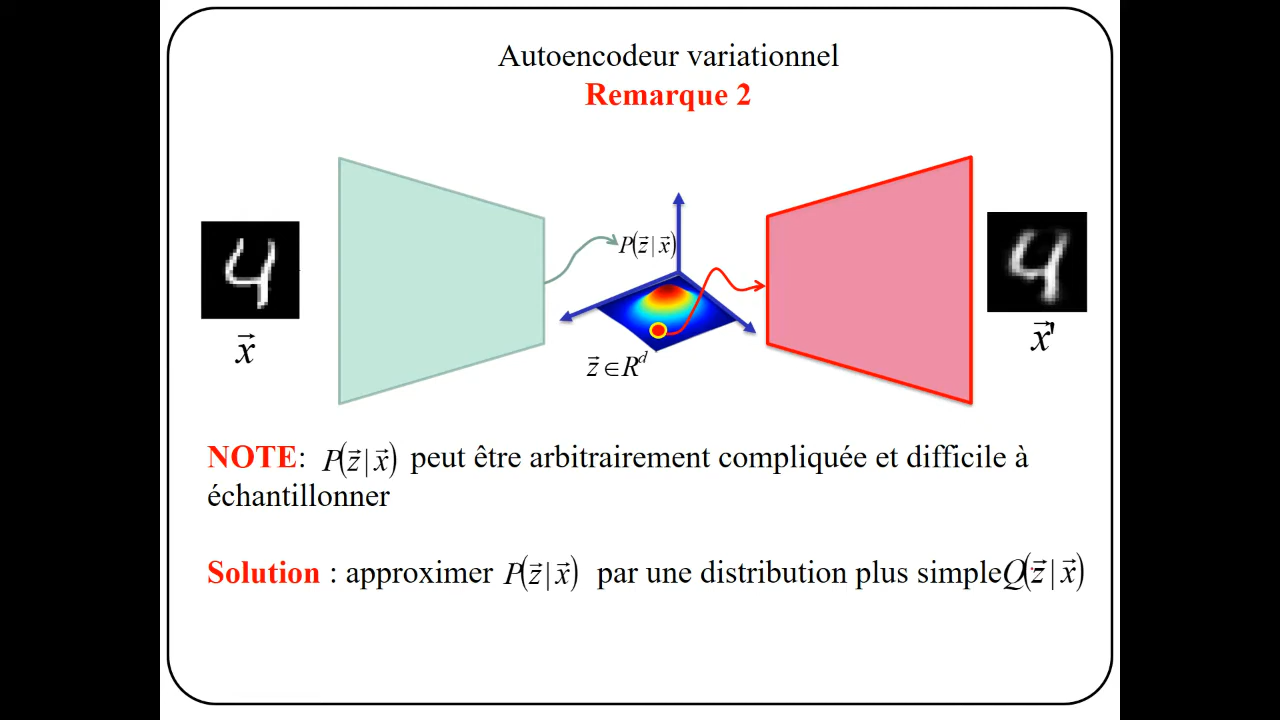 Autoencodeur variationnel
Remarque 2
P(z⃗ | x⃗)
x⃗
z⃗ ∈ R^d
x⃗'
NOTE: P(z⃗ | x⃗) peut être arbitrairement compliquée et difficile à
échantillonner
Solution : approximer P(z⃗ | x⃗) par une distribution plus simple Q(z⃗ | x⃗)